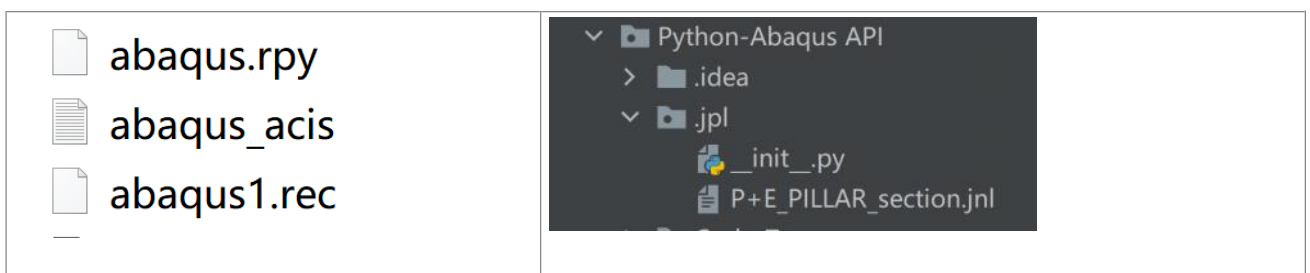 abaqus.rpy
abaqus_acis
abaqus1.rec
Python-Abaqus API
.idea
.jpl
__init__.py
P+E_PILLAR_section.jnl